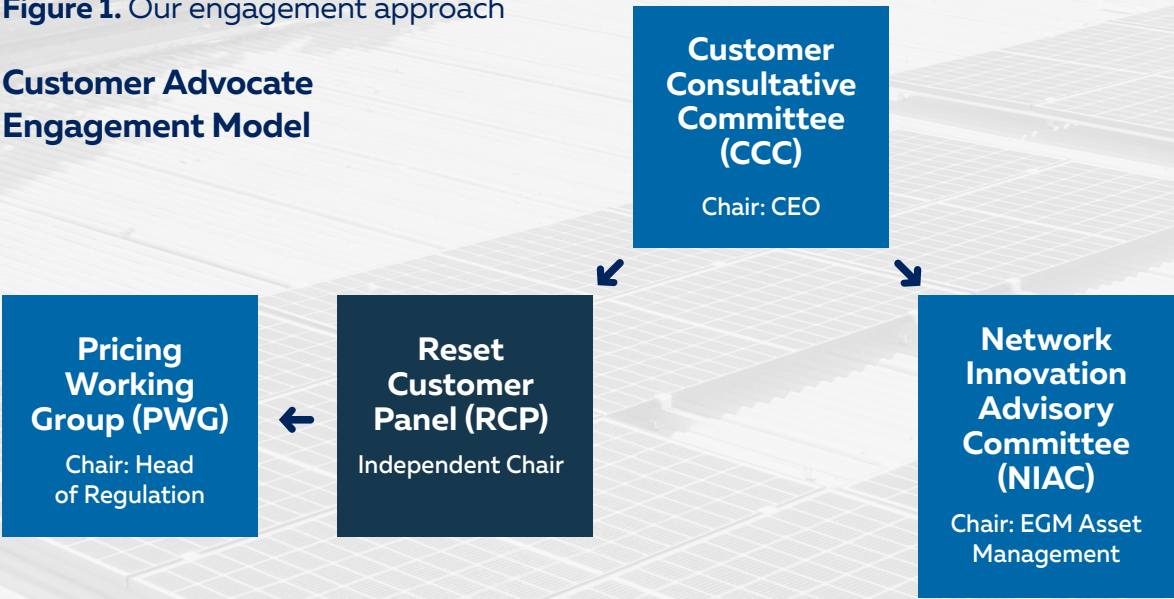 Figure 1. Our engagement approach
Customer Advocate
Engagement Model
Customer
Consultative
Committee
(CCC)
Chair: CEO
Pricing
Working
Group (PWG)
Chair: Head
of Regulation
Reset
Customer
Panel (RCP)
Independent Chair
Network
Innovation
Advisory
Committee
(NIAC)
Chair: EGM Asset
Management